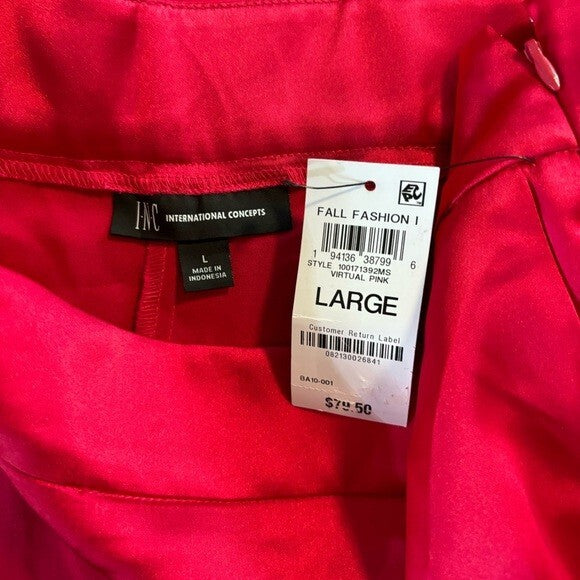 I·N·C INTERNATIONAL CONCEPTS
L
MADE IN
INDONESIA
FALL FASHION I
1 94136 38799 6
STYLE 100171392MS
VIRTUAL PINK
LARGE
Customer Return Label
082130026841
BA10-001
$79.50